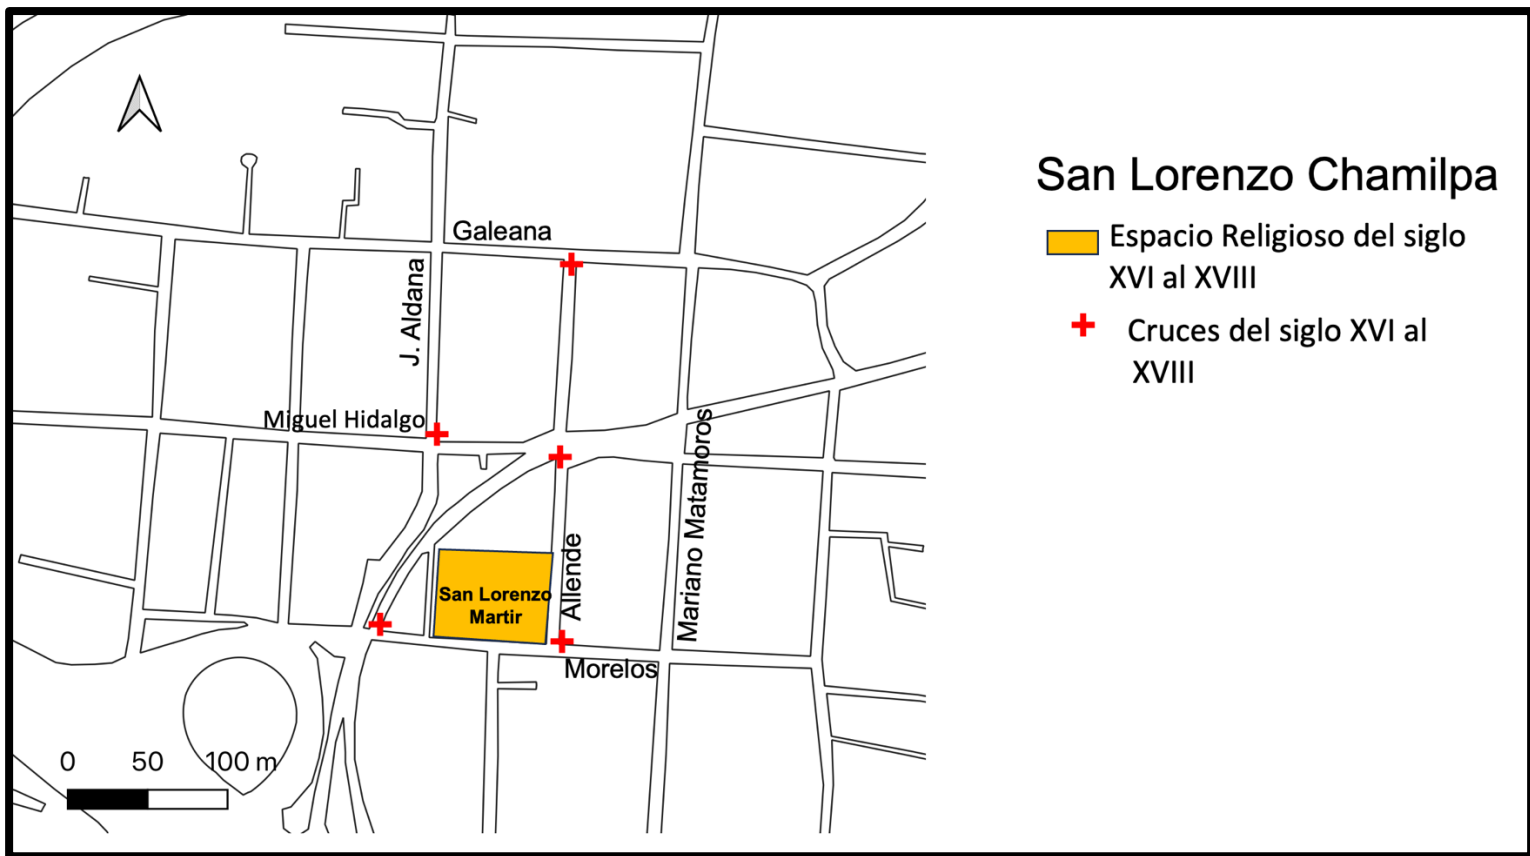 San Lorenzo Chamilpa
Espacio Religioso del siglo
XVI al XVIII
Cruces del siglo XVI al
XVIII
Galeana
J. Aldana
Miguel Hidalgo
Mariano Matamoros
Allende
San Lorenzo
Martir
Morelos
0 50 100 m